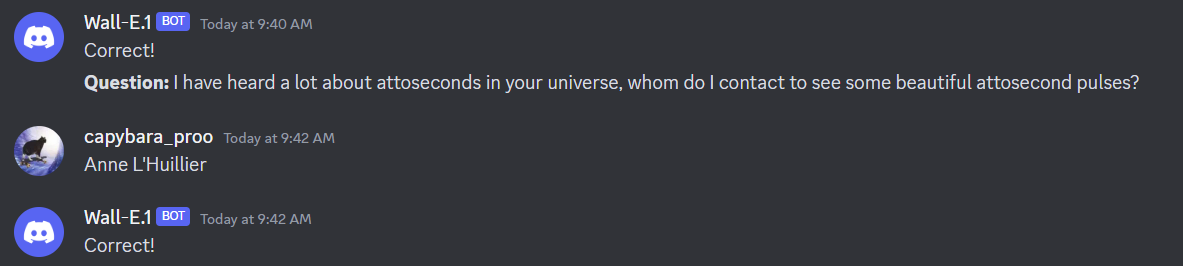 Wall-E.1 BOT Today at 9:40 AM
Correct!
Question: I have heard a lot about attoseconds in your universe, whom do I contact to see some beautiful attosecond pulses?
capybara_proo Today at 9:42 AM
Anne L'Huillier
Wall-E.1 BOT Today at 9:42 AM
Correct!